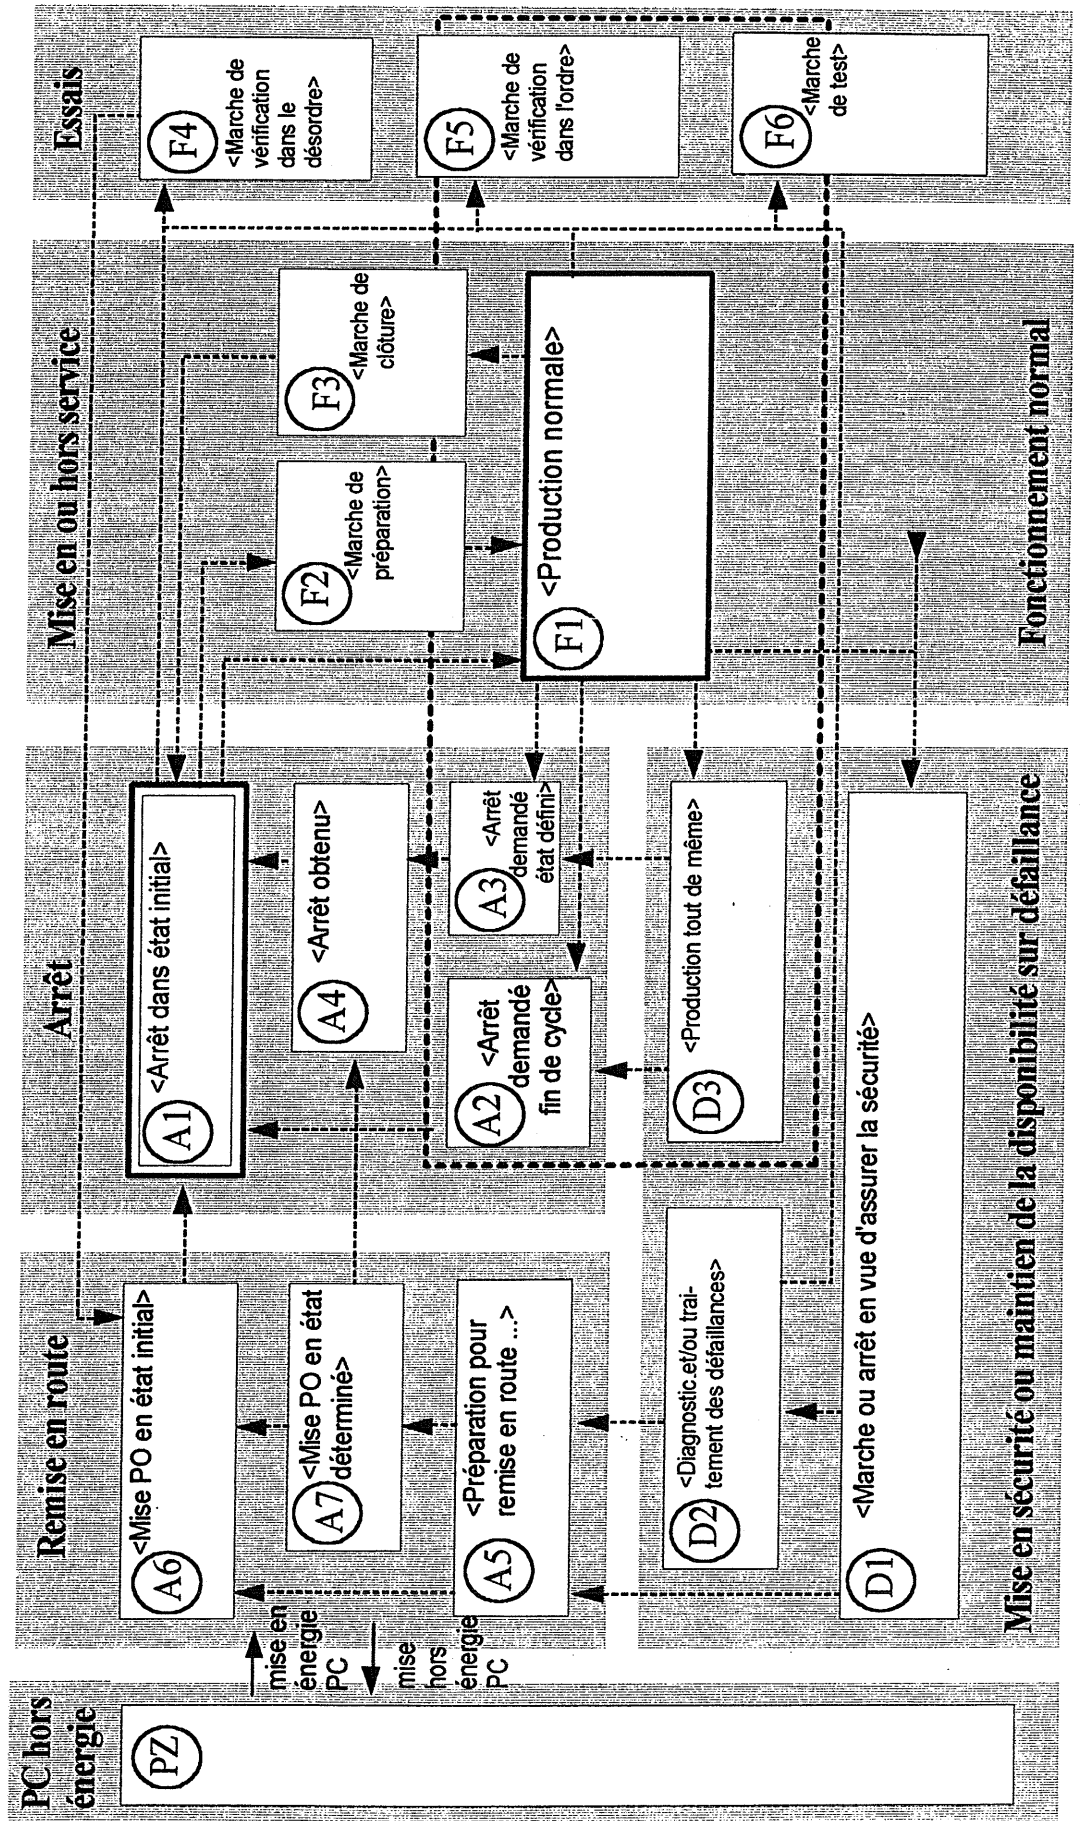 PC hors
énergie
PZ
mise en
énergie
PC
mise
hors
énergie
PC
Remise en route
A6
<Mise PO en état initial>
A7
<Mise PO en état
déterminé>
A5
<Préparation pour
remise en route ...>
Arrêt
A1
<Arrêt dans état initial>
A4
<Arrêt obtenu>
A2
<Arrêt
demandé
fin de cycle>
A3
<Arrêt
demandé
état défini>
D2
<Diagnostic.et/ou trai-
tement des défaillances>
D3
<Production tout de même>
D1
<Marche ou arrêt en vue d'assurer la sécurité>
Mise en sécurité ou maintien de la disponibilité sur défaillance
Mise en ou hors service
F2
<Marche de
préparation>
F3
<Marche de
clôture>
F1
<Production normale>
Fonctionnement normal
Essais
F4
<Marche de
vérification
dans le
désordre>
F5
<Marche de
vérification
dans l'ordre>
F6
<Marche
de test>